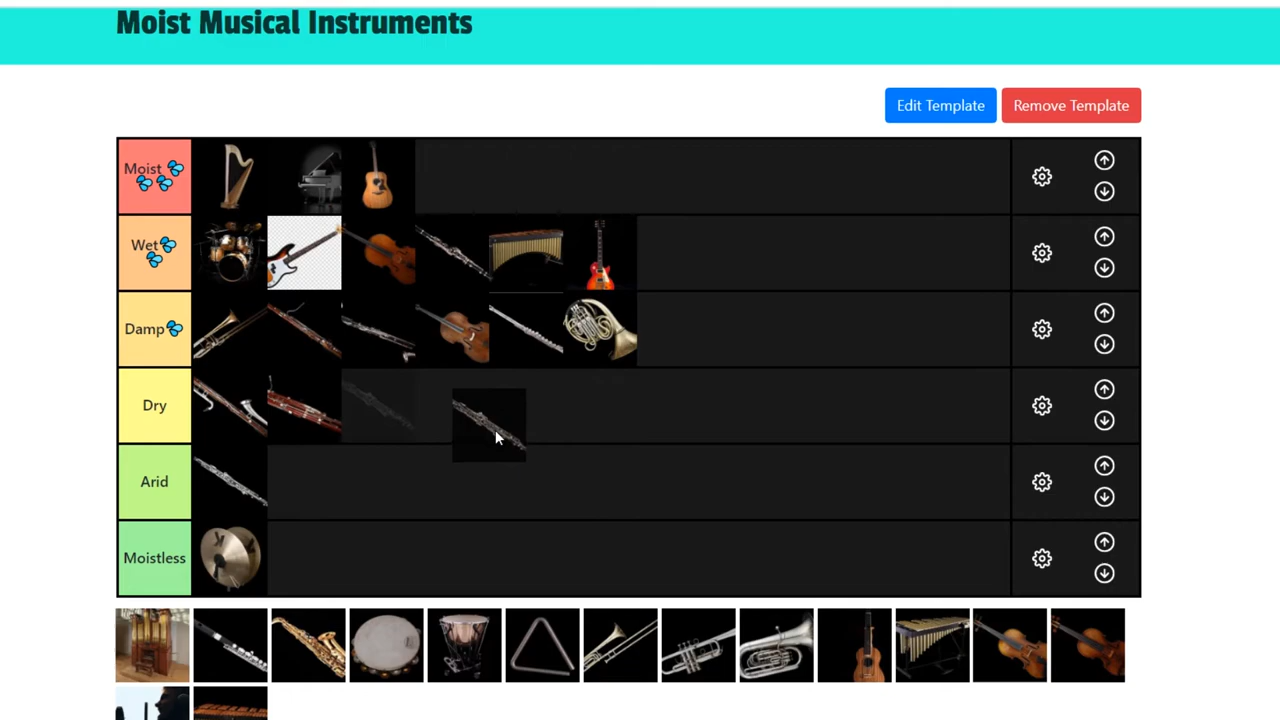 Moist Musical Instruments
Edit Template
Remove Template
Moist 💦💦💦
Wet💦💦
Damp💦
Dry
Arid
Moistless